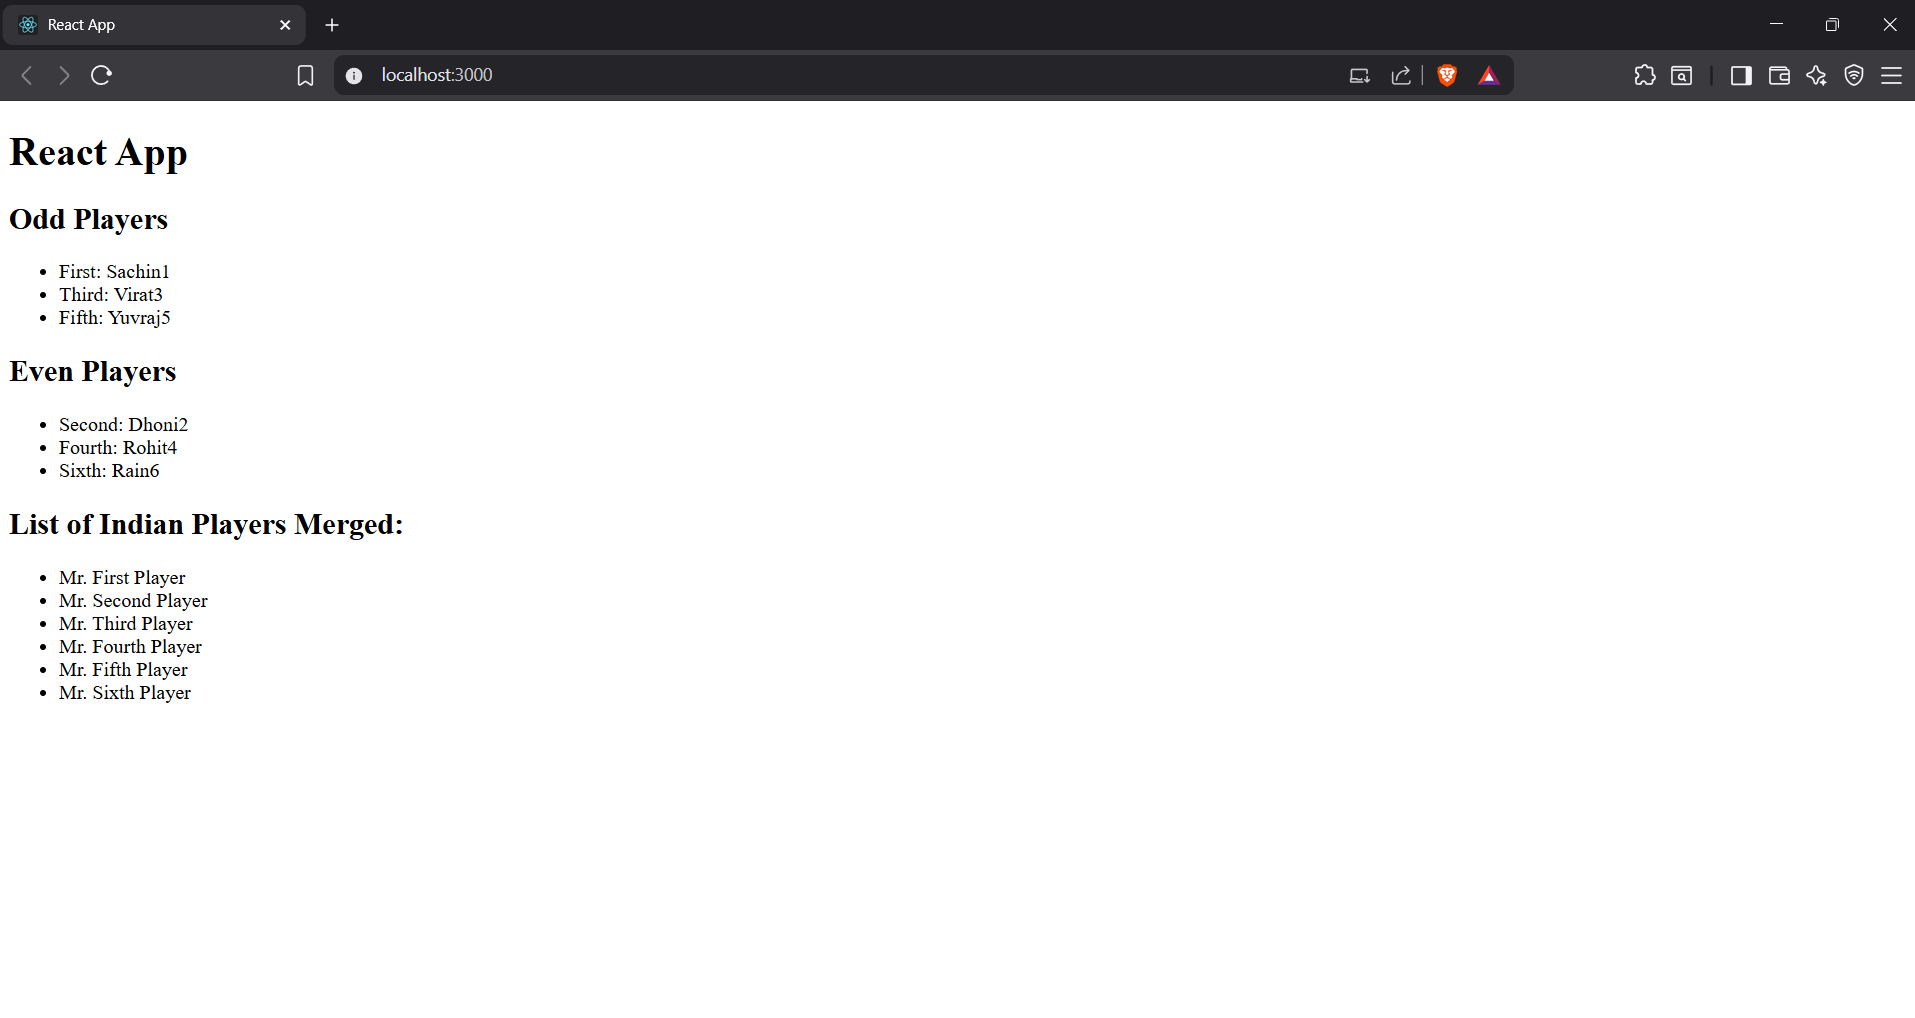 React App
localhost:3000
React App
Odd Players
First: Sachin1
Third: Virat3
Fifth: Yuvraj5
Even Players
Second: Dhoni2
Fourth: Rohit4
Sixth: Rain6
List of Indian Players Merged:
Mr. First Player
Mr. Second Player
Mr. Third Player
Mr. Fourth Player
Mr. Fifth Player
Mr. Sixth Player